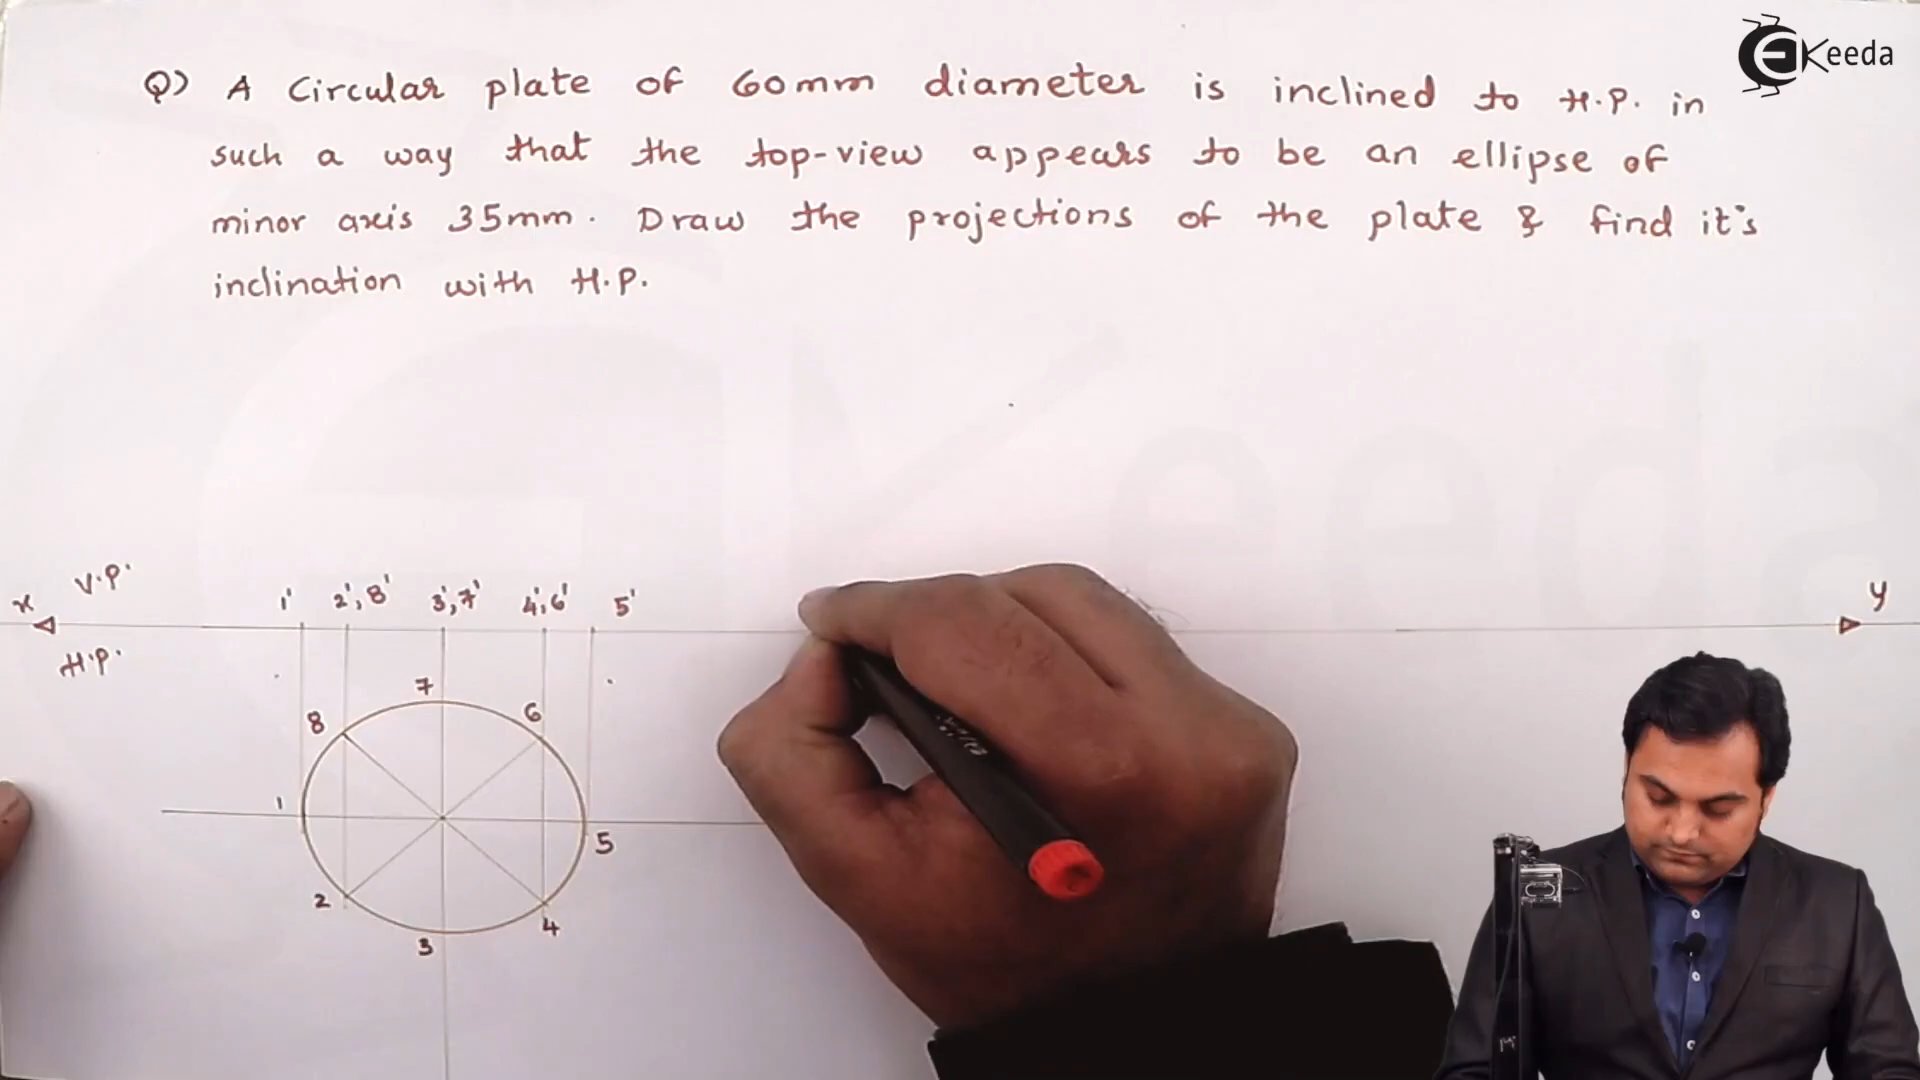 Q) A Circular plate of 60mm diameter is inclined to H.P. in
such a way that the top-view appears to be an ellipse of
minor axis 35mm. Draw the projections of the plate & find it's
inclination with H.P.
EKeeda
V.P.
x
H.P.
y
1' 2',8' 3',7' 4',6' 5'
7
8
6
1
5
2
4
3